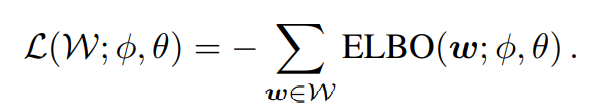 ℒ(𝒲; ϕ, θ) = − ∑_{𝒘∈𝒲} ELBO(𝒘; ϕ, θ) .